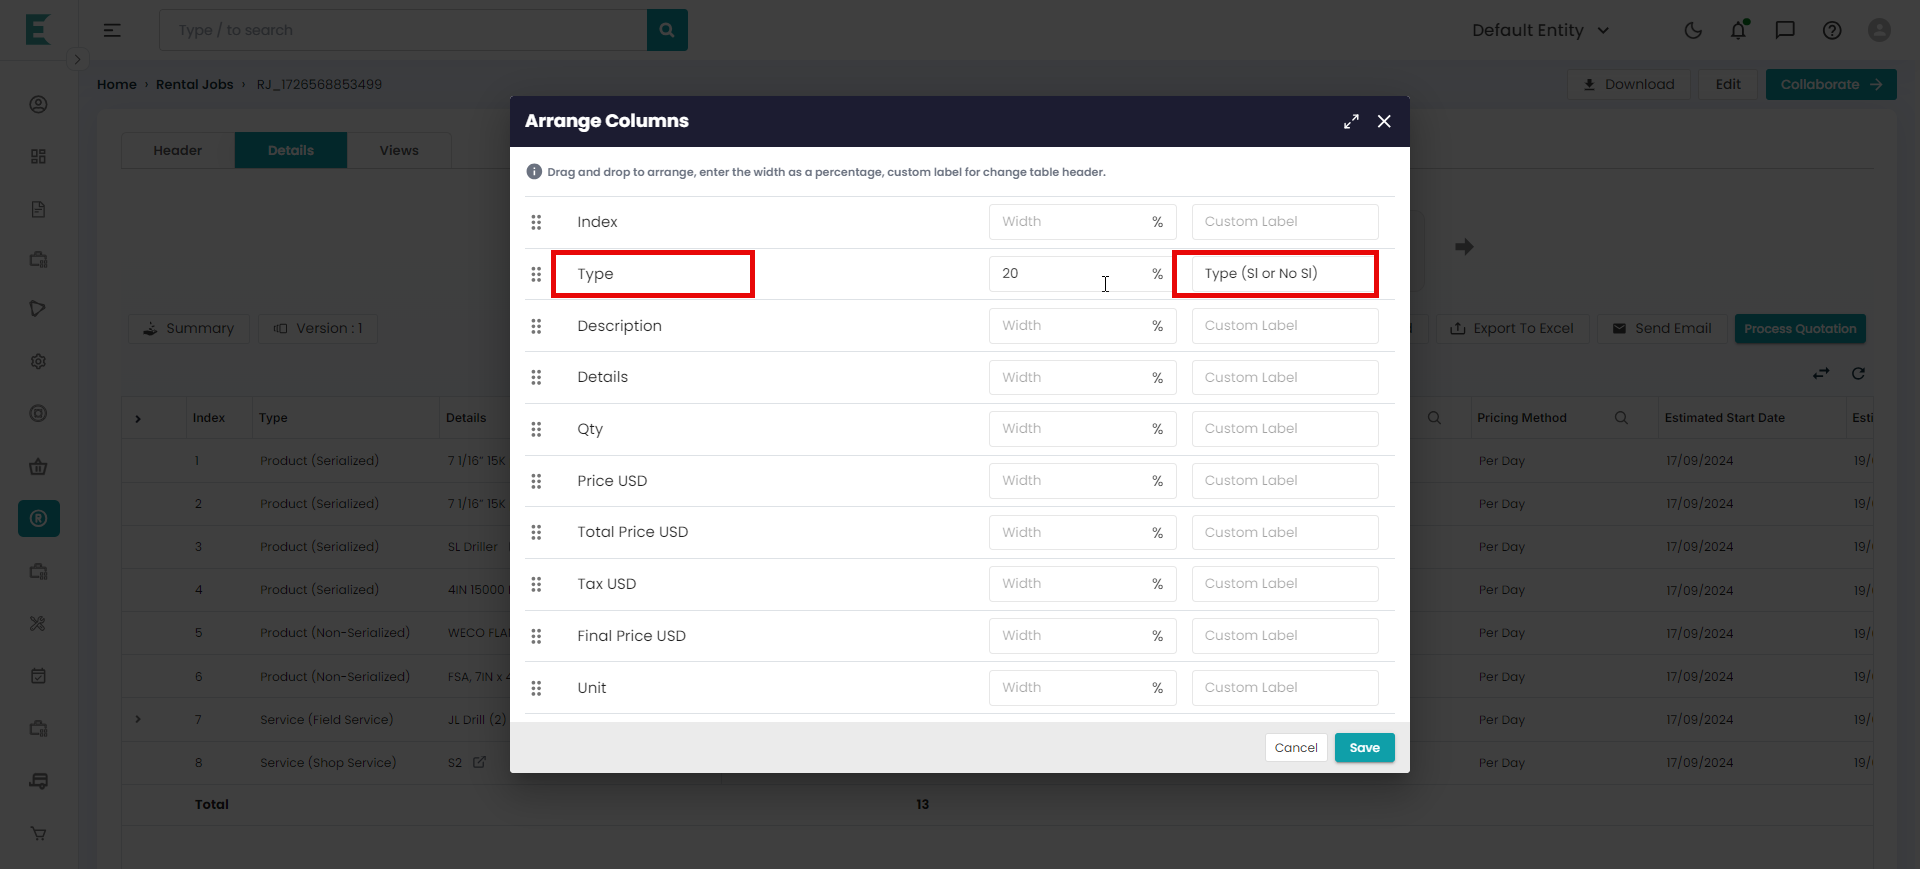 Type / to search
Default Entity
Home › Rental Jobs › RJ_1726568853499
Download
Edit
Collaborate
Header
Details
Views
Summary
Version : 1
Export To Excel
Send Email
Process Quotation
Index Type Details Pricing Method Estimated Start Date Esti
1 Product (Serialized) 7 1/16" 15K Per Day 17/09/2024 19/
2 Product (Serialized) 7 1/16" 15K Per Day 17/09/2024 19/
3 Product (Serialized) SL Driller Per Day 17/09/2024 19/
4 Product (Serialized) 4IN 15000 Per Day 17/09/2024 19/
5 Product (Non-Serialized) WECO FLA Per Day 17/09/2024 19/
6 Product (Non-Serialized) FSA, 7IN x 4 Per Day 17/09/2024 19/
7 Service (Field Service) JL Drill (2) Per Day 17/09/2024 19/
8 Service (Shop Service) S2 Per Day 17/09/2024 19/
Total 13
Arrange Columns
Drag and drop to arrange, enter the width as a percentage, custom label for change table header.
Index Width % Custom Label
Type 20 % Type (Sl or No Sl)
Description Width % Custom Label
Details Width % Custom Label
Qty Width % Custom Label
Price USD Width % Custom Label
Total Price USD Width % Custom Label
Tax USD Width % Custom Label
Final Price USD Width % Custom Label
Unit Width % Custom Label
Cancel
Save